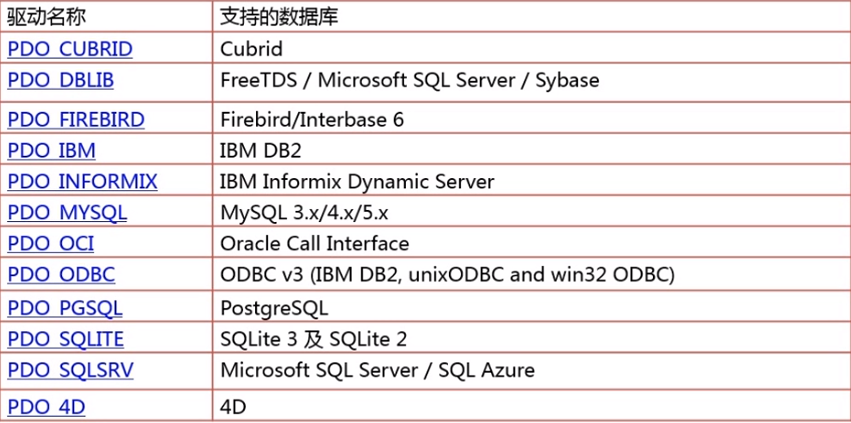 驱动名称 支持的数据库
PDO_CUBRID Cubrid
PDO_DBLIB FreeTDS / Microsoft SQL Server / Sybase
PDO_FIREBIRD Firebird/Interbase 6
PDO_IBM IBM DB2
PDO_INFORMIX IBM Informix Dynamic Server
PDO_MYSQL MySQL 3.x/4.x/5.x
PDO_OCI Oracle Call Interface
PDO_ODBC ODBC v3 (IBM DB2, unixODBC and win32 ODBC)
PDO_PGSQL PostgreSQL
PDO_SQLITE SQLite 3 及 SQLite 2
PDO_SQLSRV Microsoft SQL Server / SQL Azure
PDO_4D 4D